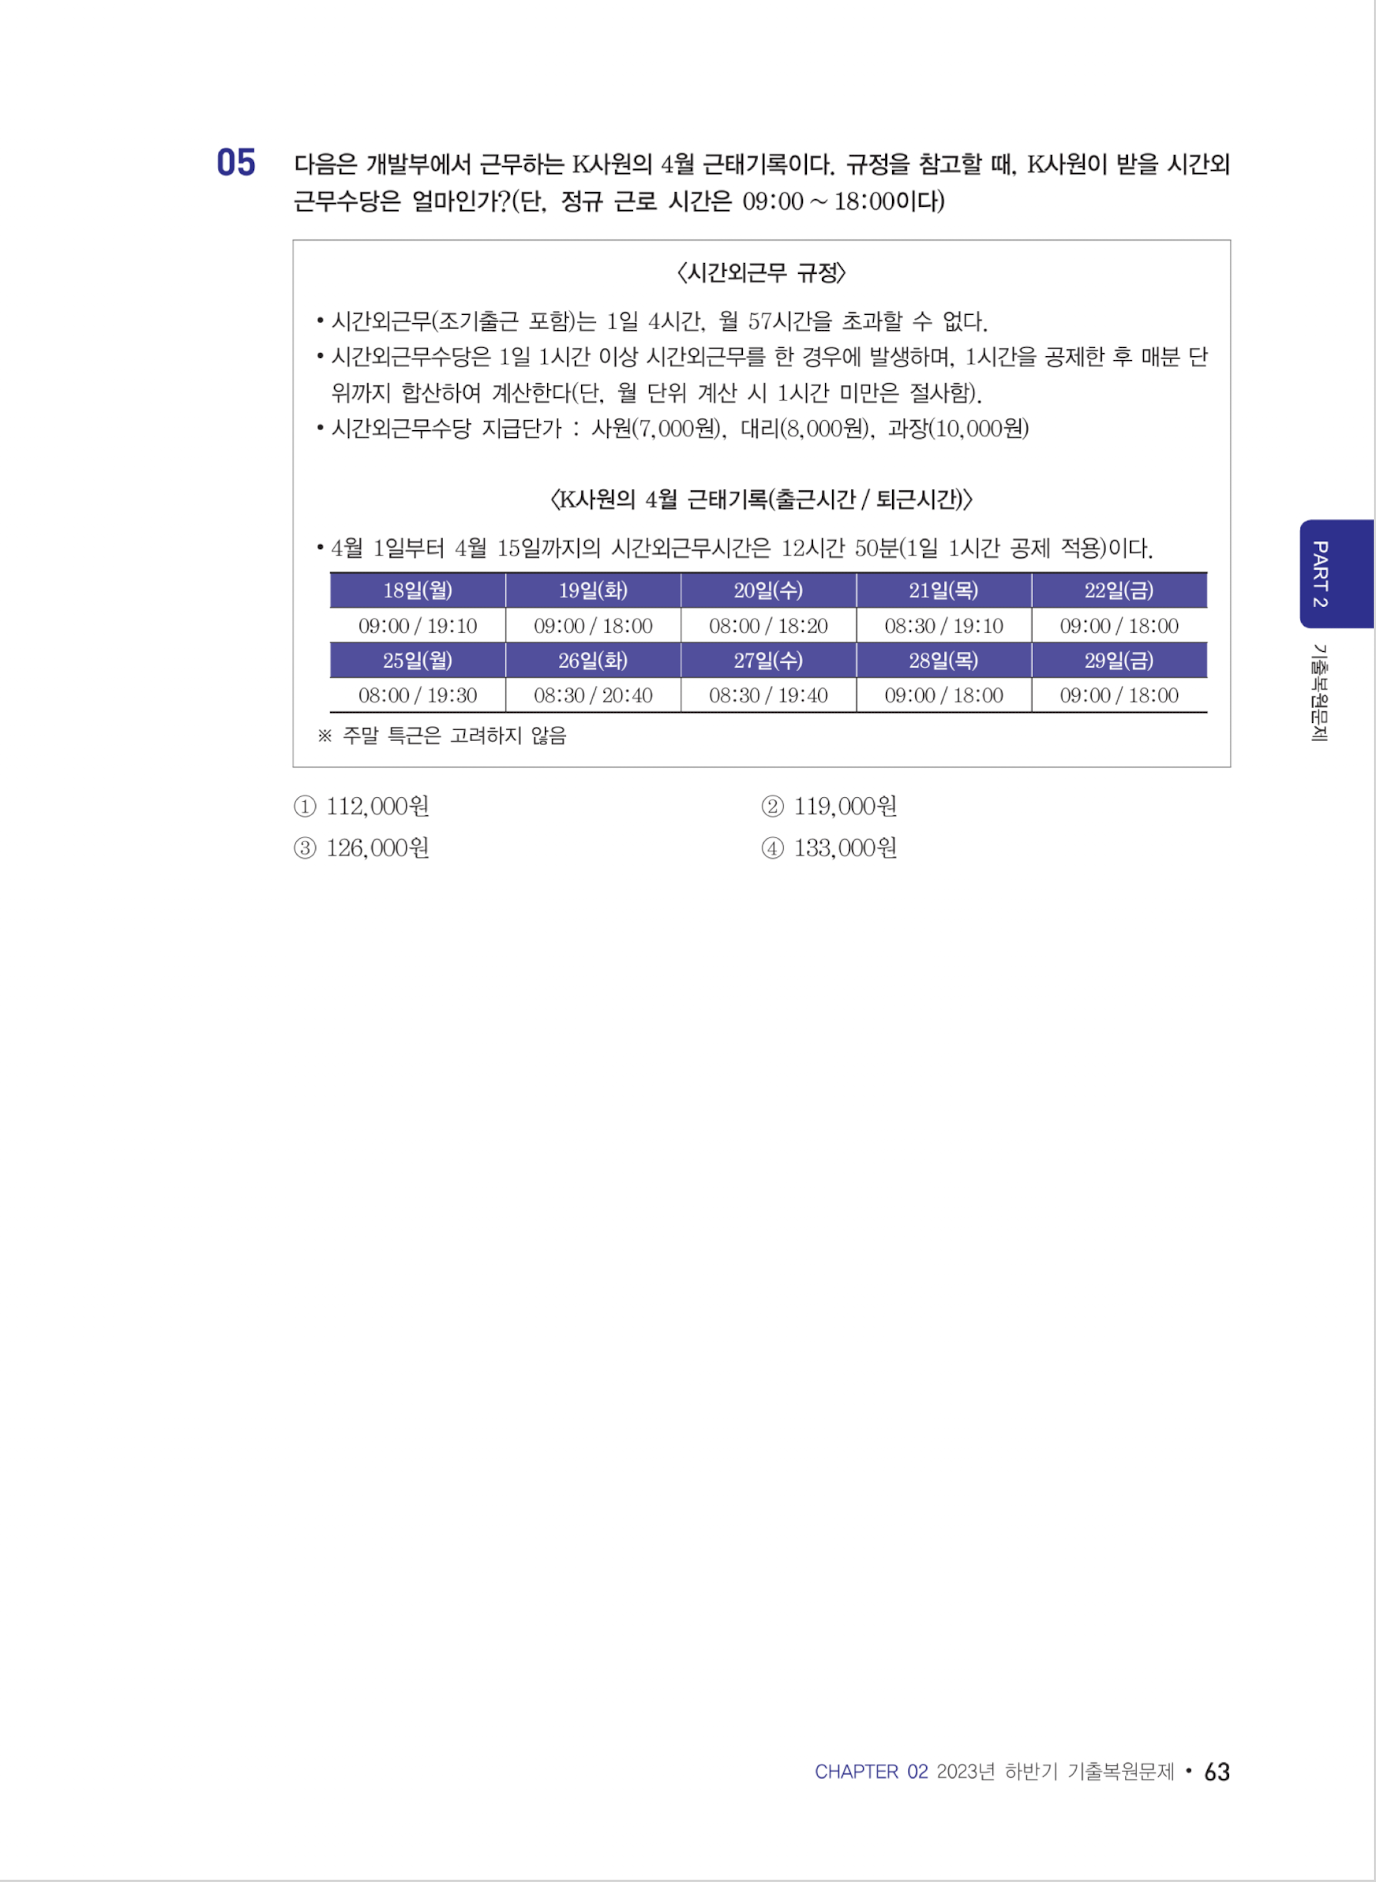 05 다음은 개발부에서 근무하는 K사원의 4월 근태기록이다. 규정을 참고할 때, K사원이 받을 시간외
근무수당은 얼마인가?(단, 정규 근로 시간은 09:00 ~ 18:00이다)
〈시간외근무 규정〉
• 시간외근무(조기출근 포함)는 1일 4시간, 월 57시간을 초과할 수 없다.
• 시간외근무수당은 1일 1시간 이상 시간외근무를 한 경우에 발생하며, 1시간을 공제한 후 매분 단
위까지 합산하여 계산한다(단, 월 단위 계산 시 1시간 미만은 절사함).
• 시간외근무수당 지급단가 : 사원(7,000원), 대리(8,000원), 과장(10,000원)
〈K사원의 4월 근태기록(출근시간 / 퇴근시간)〉
• 4월 1일부터 4월 15일까지의 시간외근무시간은 12시간 50분(1일 1시간 공제 적용)이다.
18일(월) 19일(화) 20일(수) 21일(목) 22일(금)
09:00 / 19:10 09:00 / 18:00 08:00 / 18:20 08:30 / 19:10 09:00 / 18:00
25일(월) 26일(화) 27일(수) 28일(목) 29일(금)
08:00 / 19:30 08:30 / 20:40 08:30 / 19:40 09:00 / 18:00 09:00 / 18:00
※ 주말 특근은 고려하지 않음
① 112,000원 ② 119,000원
③ 126,000원 ④ 133,000원
PART 2
기출복원문제
CHAPTER 02 2023년 하반기 기출복원문제 • 63